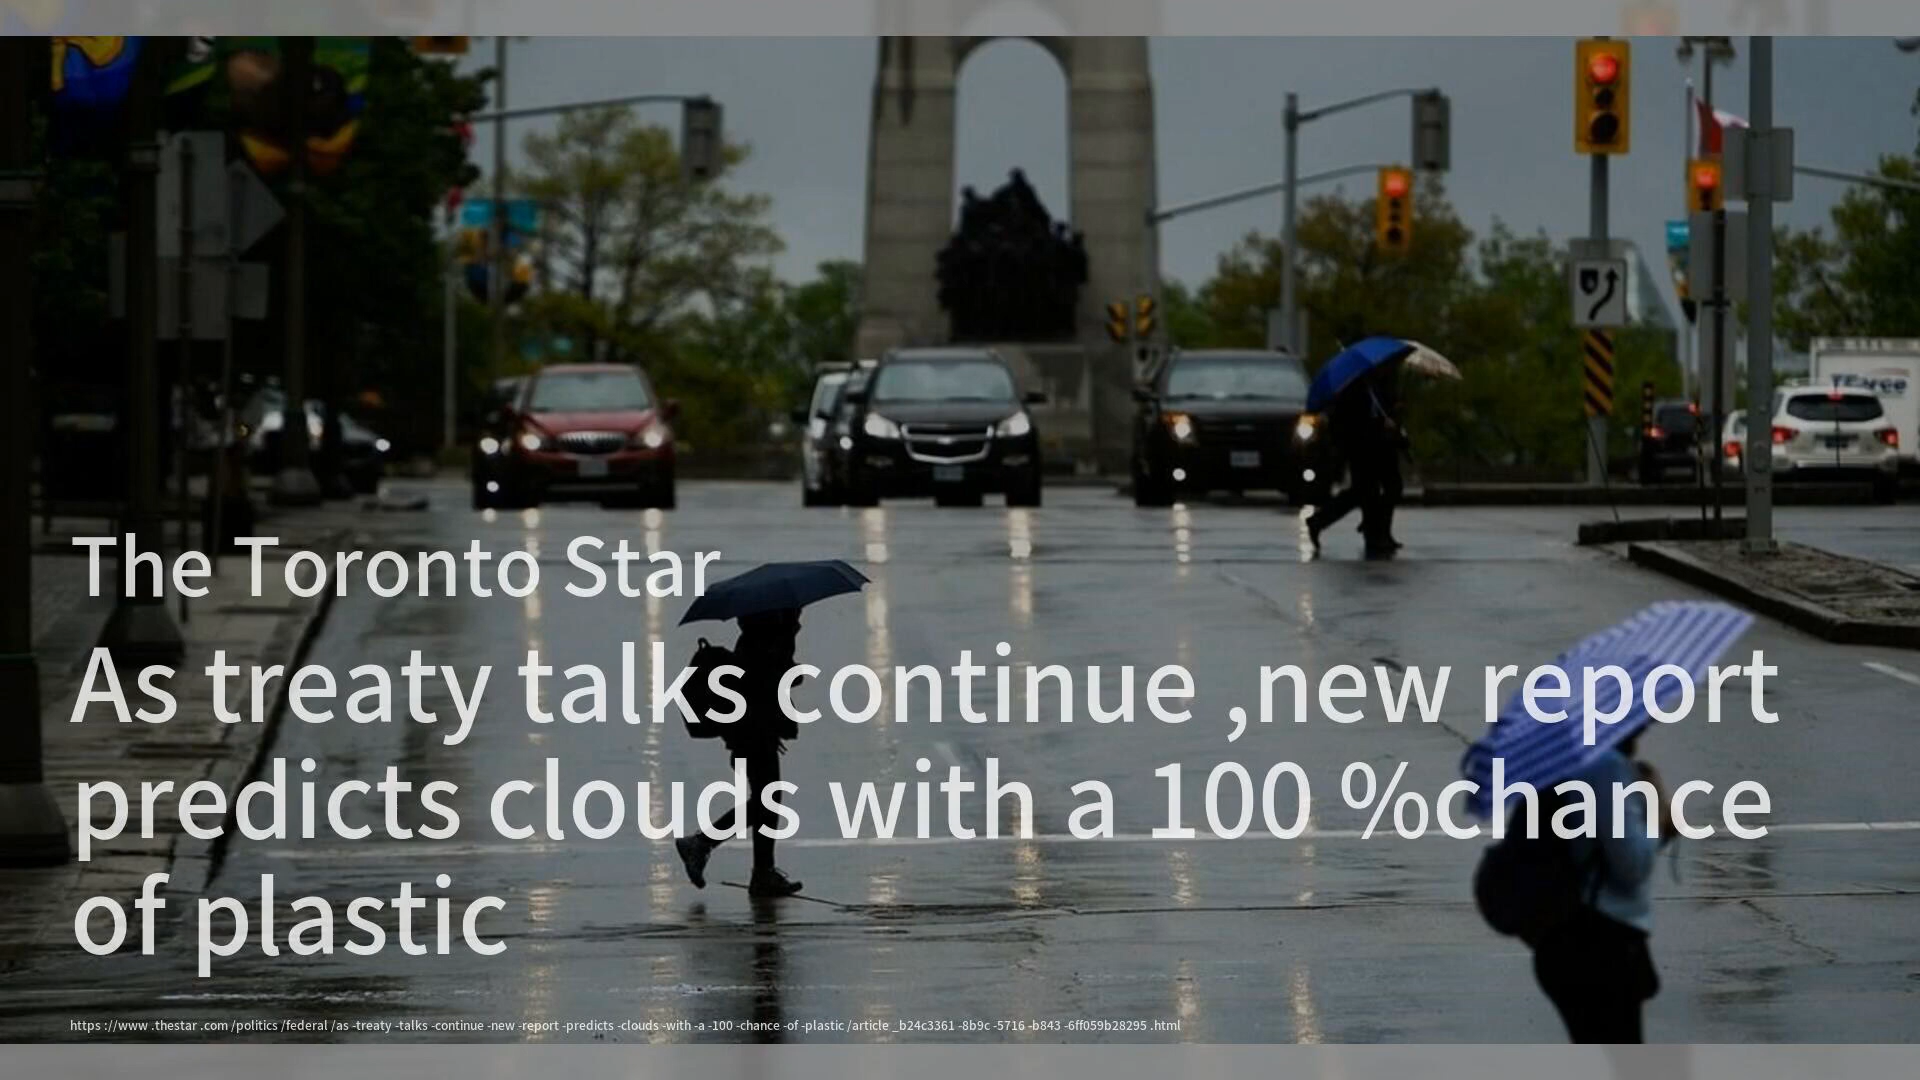 The Toronto Star
As treaty talks continue ,new report
predicts clouds with a 100 %chance
of plastic
https ://www .thestar .com /politics /federal /as -treaty -talks -continue -new -report -predicts -clouds -with -a -100 -chance -of -plastic /article _b24c3361 -8b9c -5716 -b843 -6ff059b28295 .html